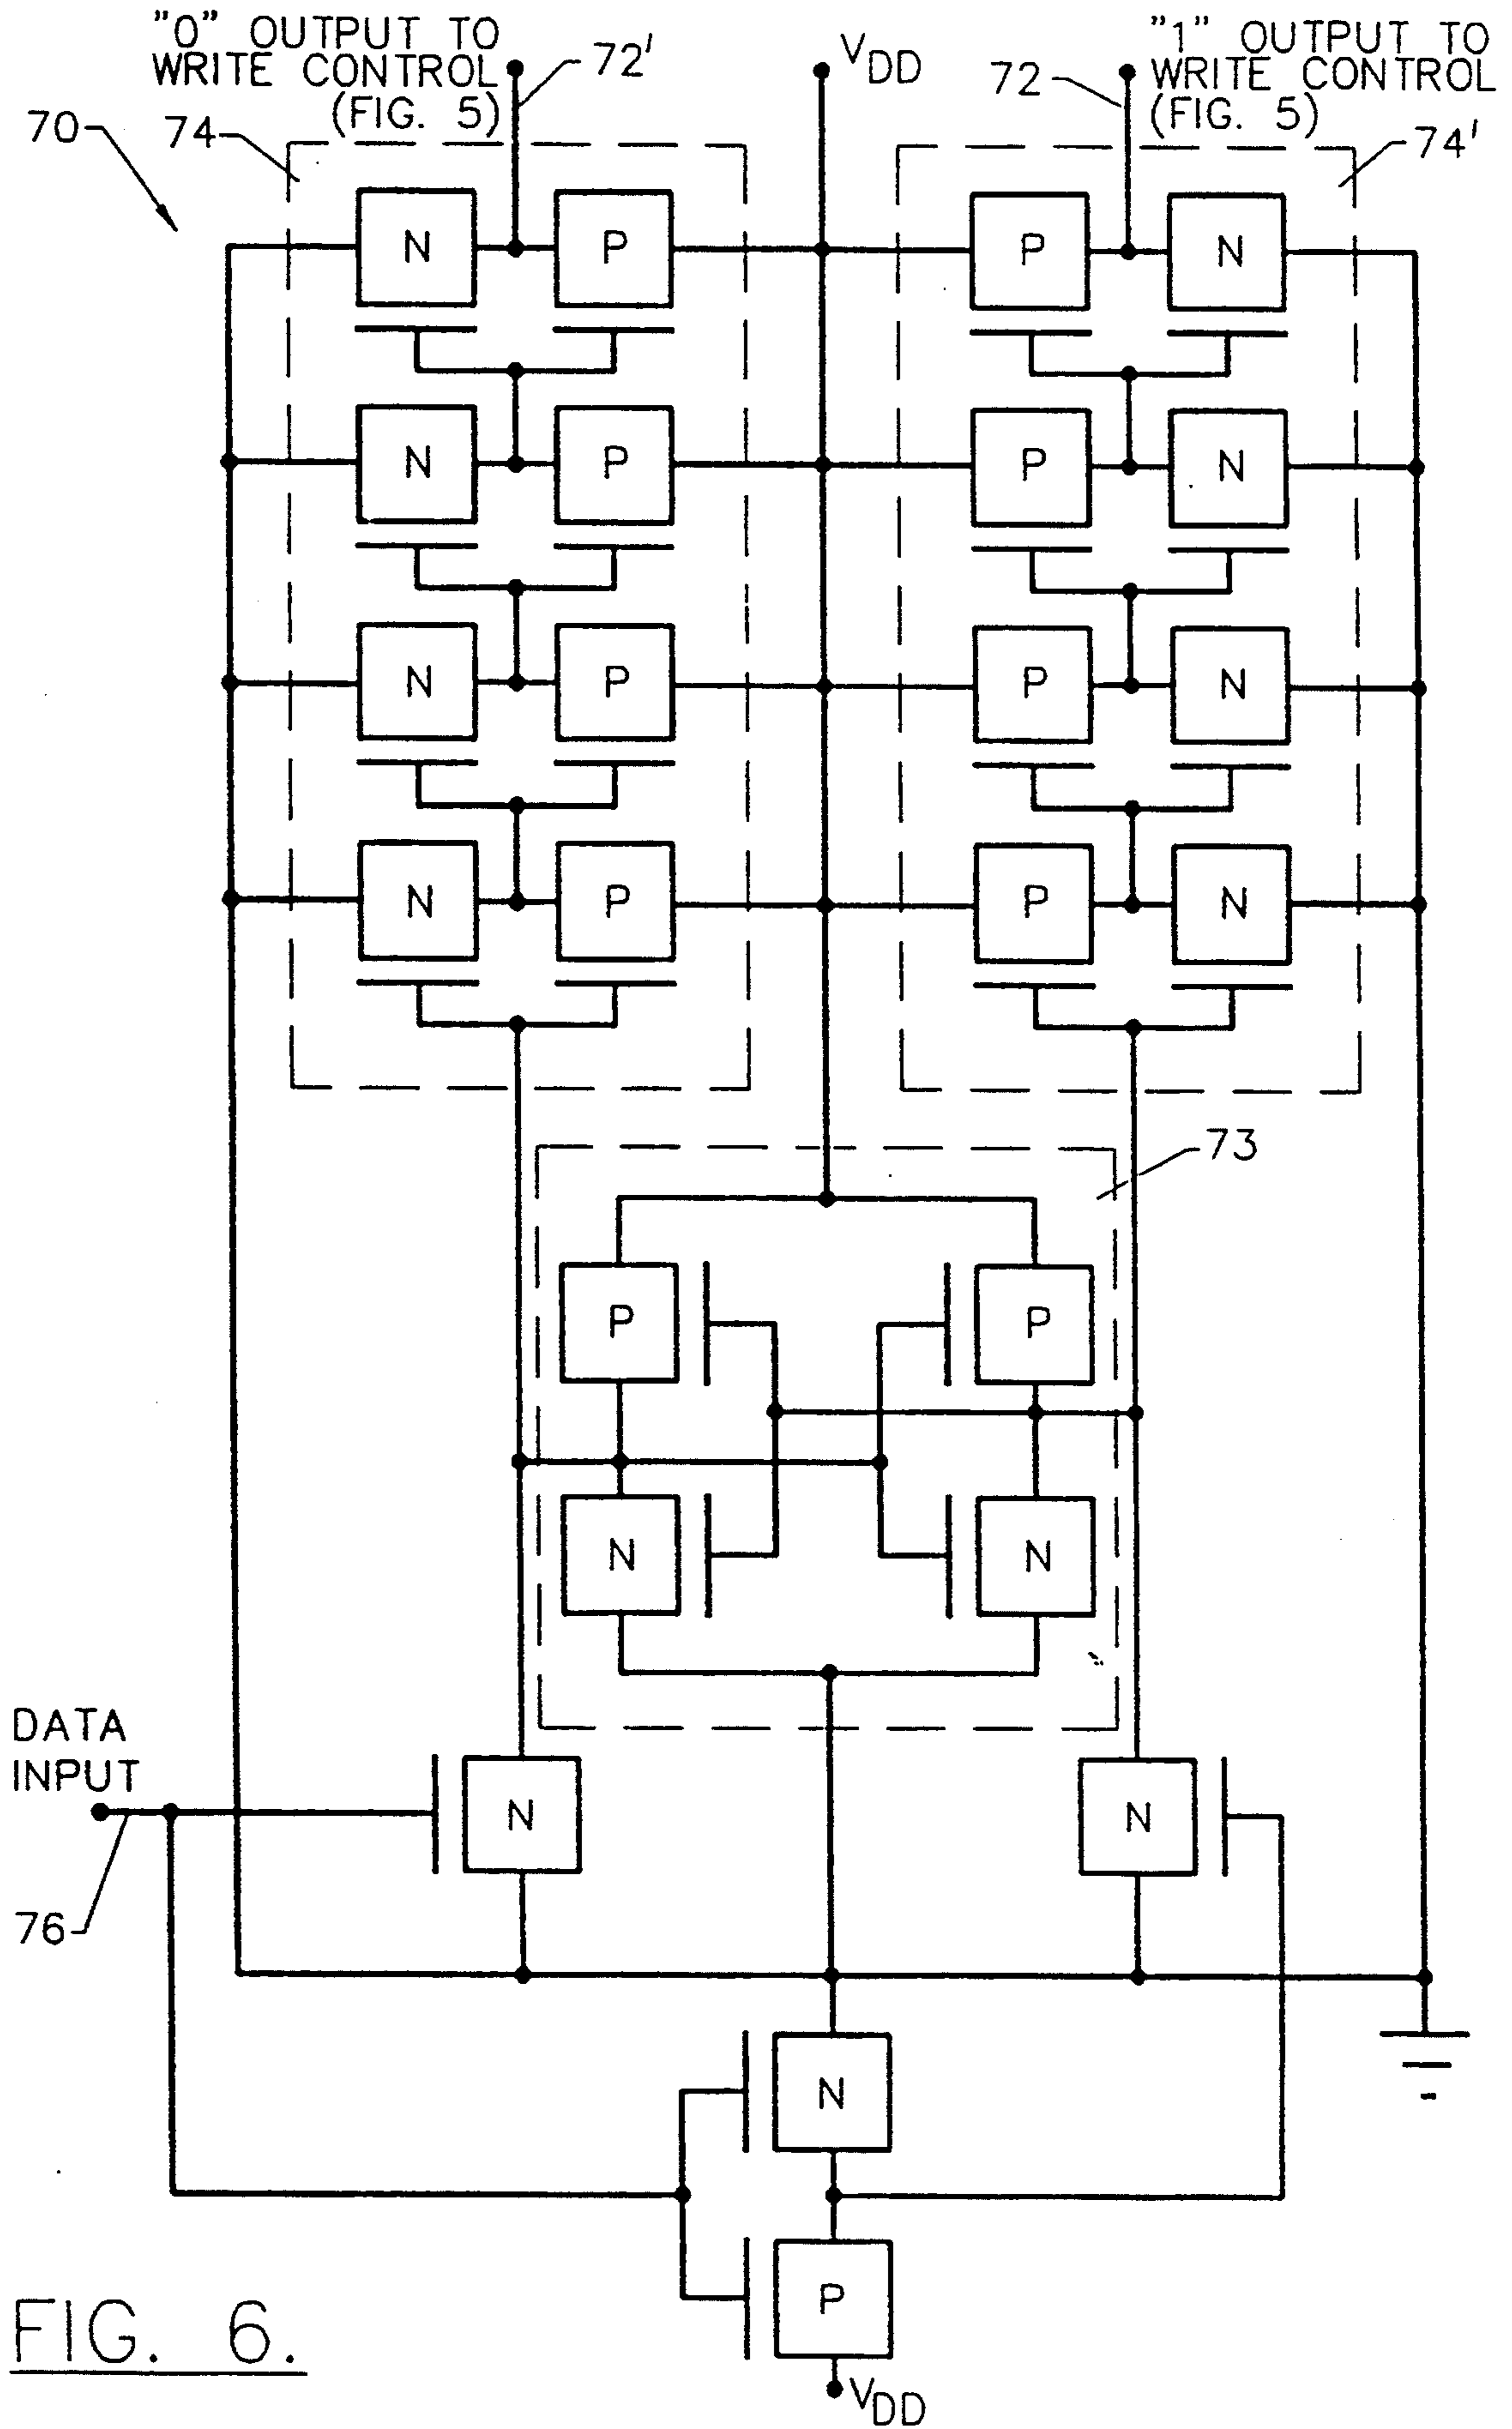 "0" OUTPUT TO
WRITE CONTROL
(FIG. 5)
72'
VDD
72
"1" OUTPUT TO
WRITE CONTROL
(FIG. 5)
70
74
74'
N P P N
N P P N
N P P N
N P P N
73
P P
N N
DATA
INPUT
N N
76
N
P
VDD
FIG. 6.